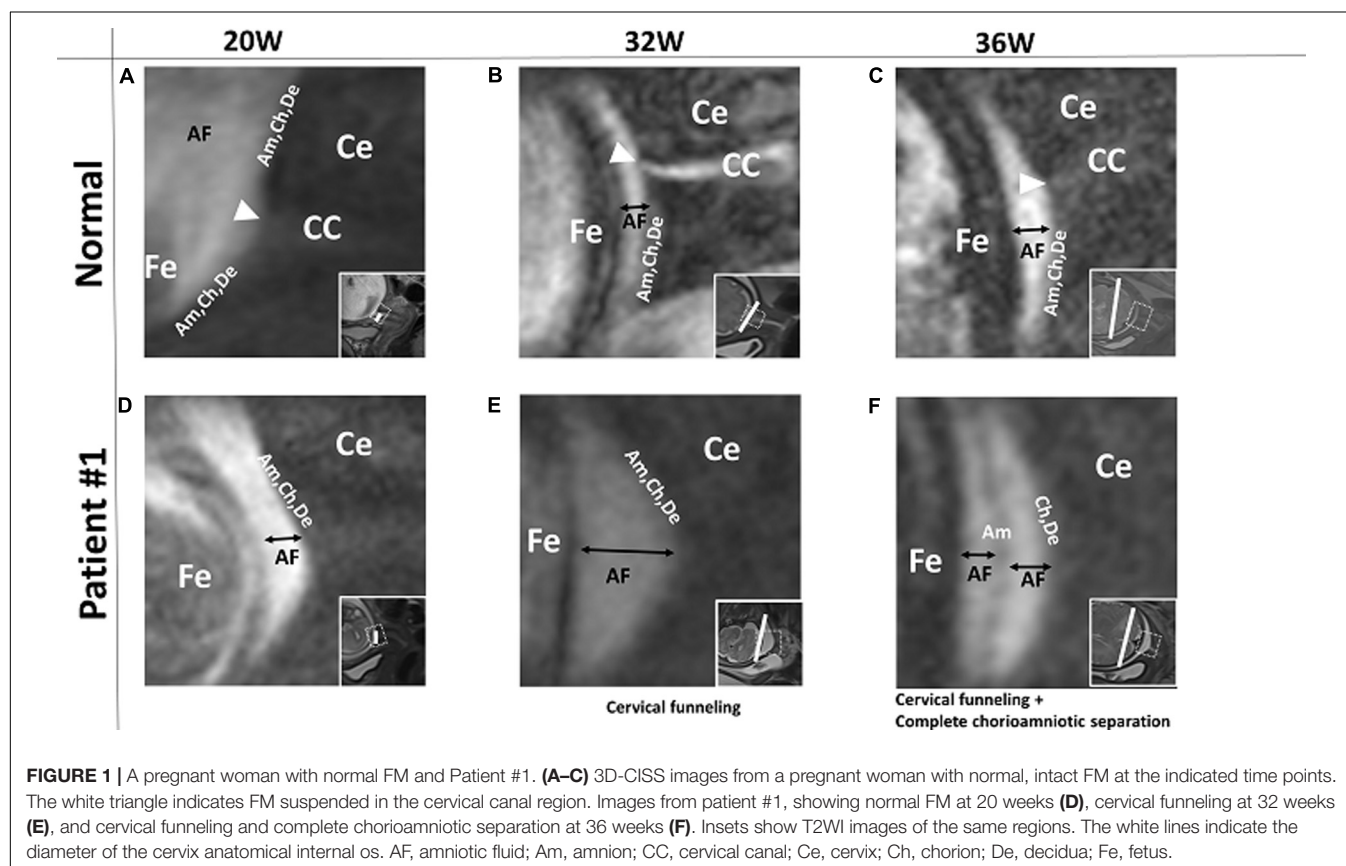 20W
32W
36W
Normal
A
AF
Am,Ch,De
Ce
CC
Fe
Am,Ch,De
B
Ce
CC
Fe
AF
Am,Ch,De
C
Ce
CC
Fe
AF
Am,Ch,De
Patient #1
D
Ce
Am,Ch,De
AF
Fe
E
Ce
Am,Ch,De
Fe
AF
Cervical funneling
F
Ce
Ch,De
Am
Fe
AF
AF
Cervical funneling +
Complete chorioamniotic separation
FIGURE 1 | A pregnant woman with normal FM and Patient #1. (A–C) 3D-CISS images from a pregnant woman with normal, intact FM at the indicated time points.
The white triangle indicates FM suspended in the cervical canal region. Images from patient #1, showing normal FM at 20 weeks (D), cervical funneling at 32 weeks
(E), and cervical funneling and complete chorioamniotic separation at 36 weeks (F). Insets show T2WI images of the same regions. The white lines indicate the
diameter of the cervix anatomical internal os. AF, amniotic fluid; Am, amnion; CC, cervical canal; Ce, cervix; Ch, chorion; De, decidua; Fe, fetus.